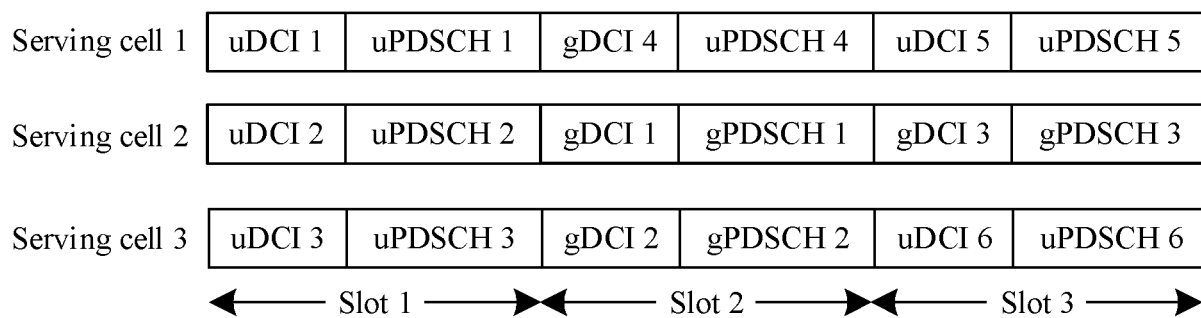 Serving cell 1 uDCI 1 uPDSCH 1 gDCI 4 uPDSCH 4 uDCI 5 uPDSCH 5
Serving cell 2 uDCI 2 uPDSCH 2 gDCI 1 gPDSCH 1 gDCI 3 gPDSCH 3
Serving cell 3 uDCI 3 uPDSCH 3 gDCI 2 gPDSCH 2 uDCI 6 uPDSCH 6
Slot 1 Slot 2 Slot 3